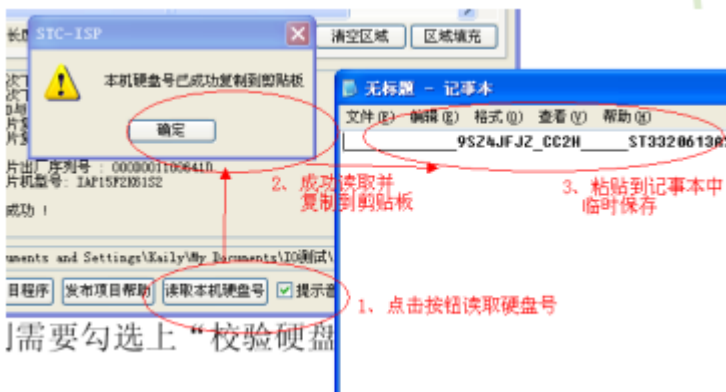 STC-ISP
清空区域
区域填充
本机硬盘号已成功复制到剪贴板
确定
无标题 - 记事本
文件(F) 编辑(E) 格式(O) 查看(V) 帮助(H)
9SZ4JFJZ_CC2H_____ST3320613A
片出厂序列号 :
片机型号: IAP15F2K61S2
成功 !
2、成功读取并
复制到剪贴板
3、粘贴到记事本中
临时保存
uments and Settings\Kaily\My Documents\IO测试\
目程序
发布项目帮助
读取本机硬盘号
提示音
1、点击按钮读取硬盘号
则需要勾选上“校验硬盘